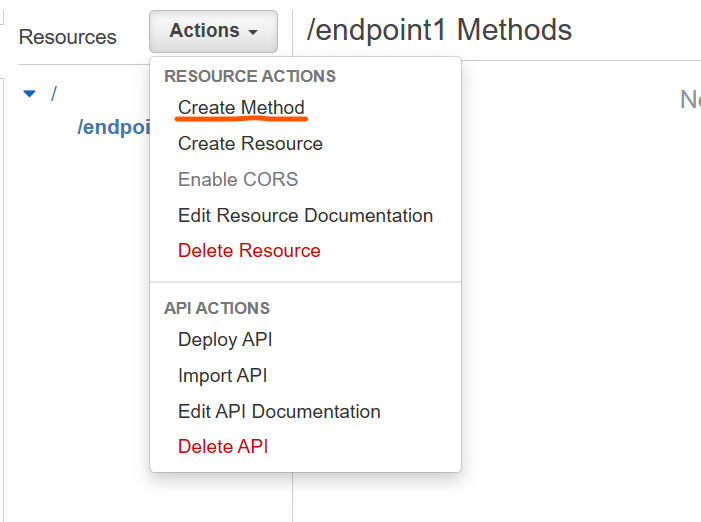 Resources
Actions
/endpoint1 Methods
/
RESOURCE ACTIONS
Create Method
Create Resource
Enable CORS
Edit Resource Documentation
Delete Resource
API ACTIONS
Deploy API
Import API
Edit API Documentation
Delete API